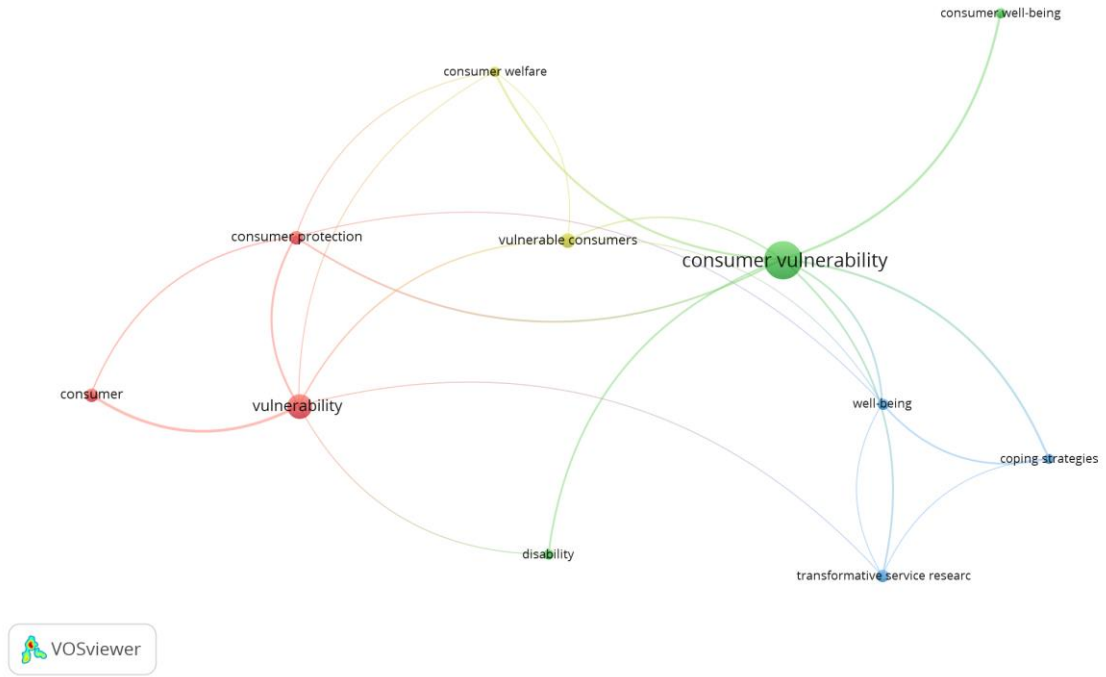 consumer well-being
consumer welfare
consumer protection
vulnerable consumers
consumer vulnerability
consumer
vulnerability
well-being
coping strategies
disability
transformative service researc
VOSviewer